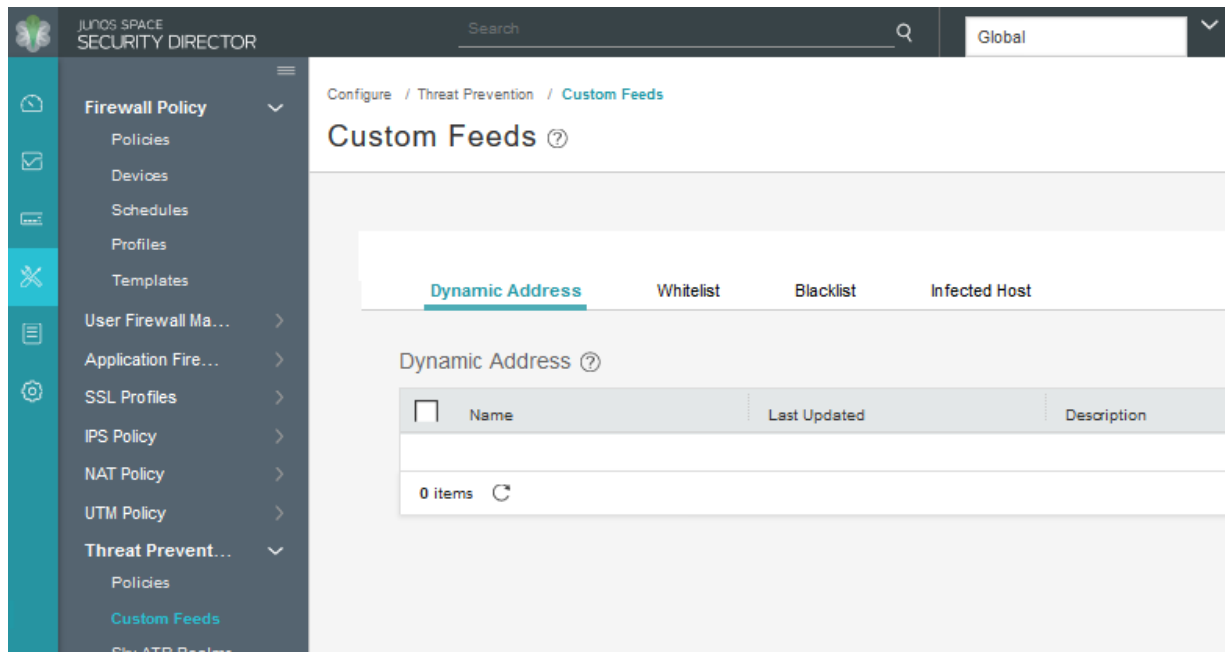 JUNOS SPACE
SECURITY DIRECTOR
Search
Global
Firewall Policy
Policies
Devices
Schedules
Profiles
Templates
User Firewall Ma...
Application Fire...
SSL Profiles
IPS Policy
NAT Policy
UTM Policy
Threat Prevent...
Policies
Custom Feeds
Configure / Threat Prevention / Custom Feeds
Custom Feeds ?
Dynamic Address Whitelist Blacklist Infected Host
Dynamic Address ?
Name Last Updated Description
0 items